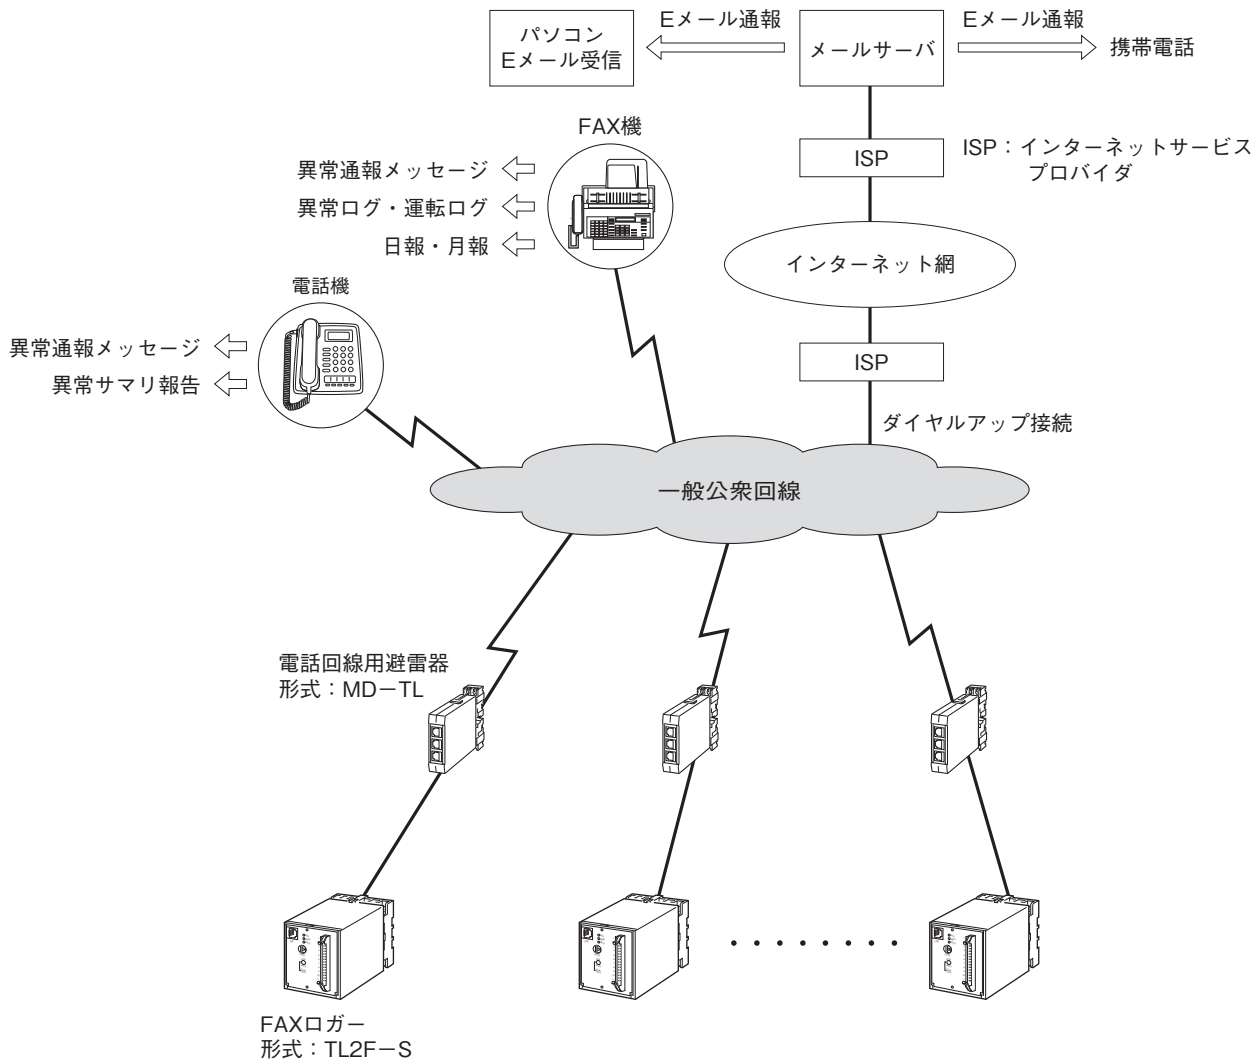 Eメール通報
Eメール通報
パソコン
Eメール受信
メールサーバ
携帯電話
FAX機
ISP
ISP：インターネットサービス
プロバイダ
異常通報メッセージ
異常ログ・運転ログ
日報・月報
インターネット網
電話機
異常通報メッセージ
異常サマリ報告
ISP
ダイヤルアップ接続
一般公衆回線
電話回線用避雷器
形式：MD－TL
FAXロガー
形式：TL2F－S